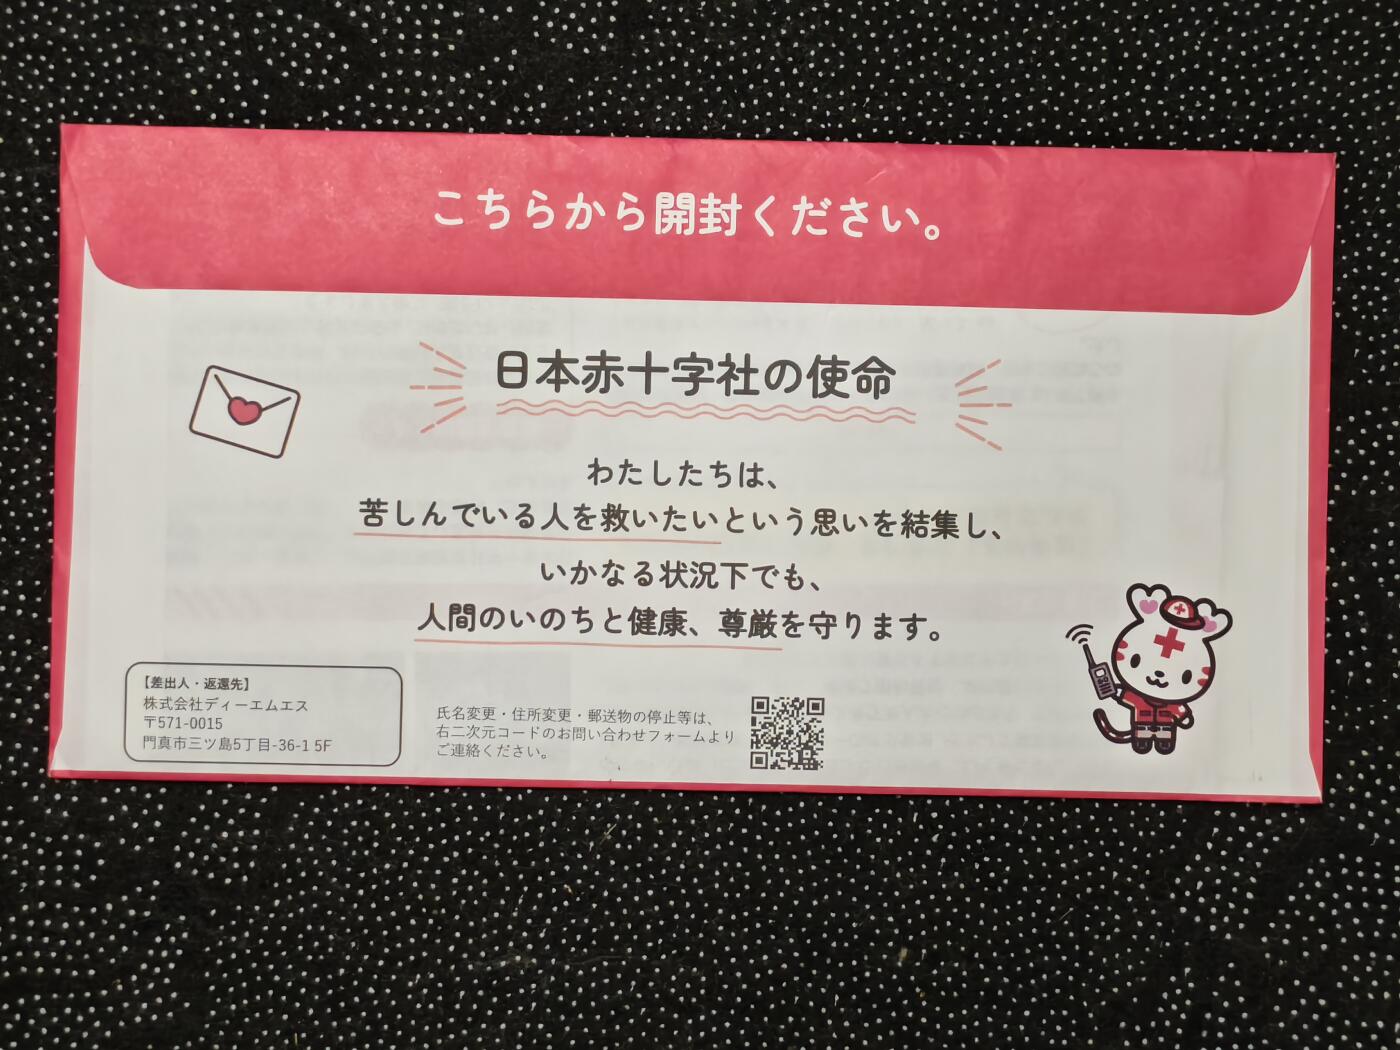 こちらから開封ください。
日本赤十字社の使命
わたしたちは、
苦しんでいる人を救いたいという思いを結集し、
いかなる状況下でも、
人間のいのちと健康、尊厳を守ります。
【差出人・返還先】
株式会社ディーエムエス
〒571-0015
門真市三ツ島5丁目-36-1 5F
氏名変更・住所変更・郵送物の停止等は、
右二次元コードのお問い合わせフォームより
ご連絡ください。